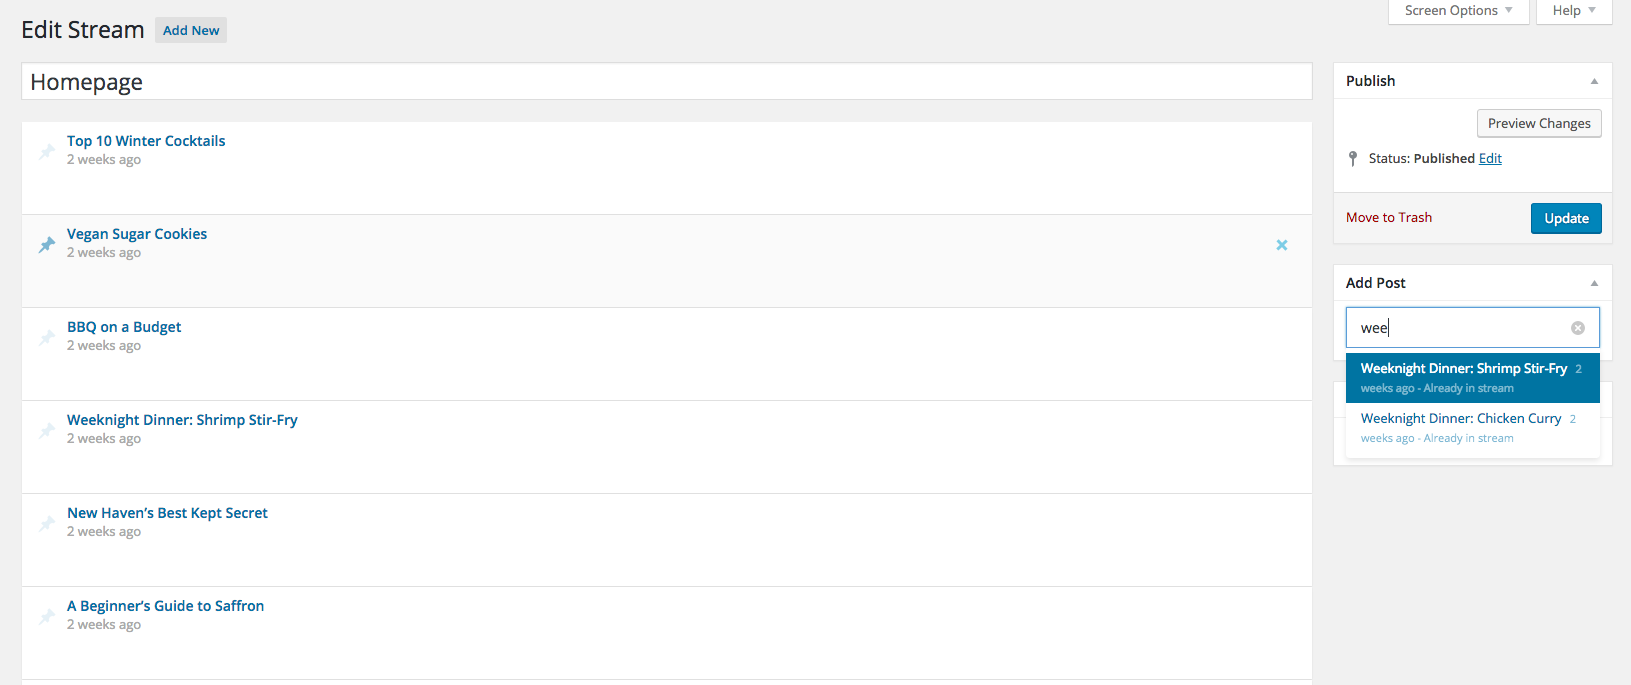 Screen Options
Help
Edit Stream
Add New
Homepage
Top 10 Winter Cocktails
2 weeks ago
Vegan Sugar Cookies
2 weeks ago
BBQ on a Budget
2 weeks ago
Weeknight Dinner: Shrimp Stir-Fry
2 weeks ago
New Haven’s Best Kept Secret
2 weeks ago
A Beginner’s Guide to Saffron
2 weeks ago
Publish
Preview Changes
Status: Published Edit
Move to Trash
Update
Add Post
wee
Weeknight Dinner: Shrimp Stir-Fry 2
weeks ago - Already in stream
Weeknight Dinner: Chicken Curry 2
weeks ago - Already in stream